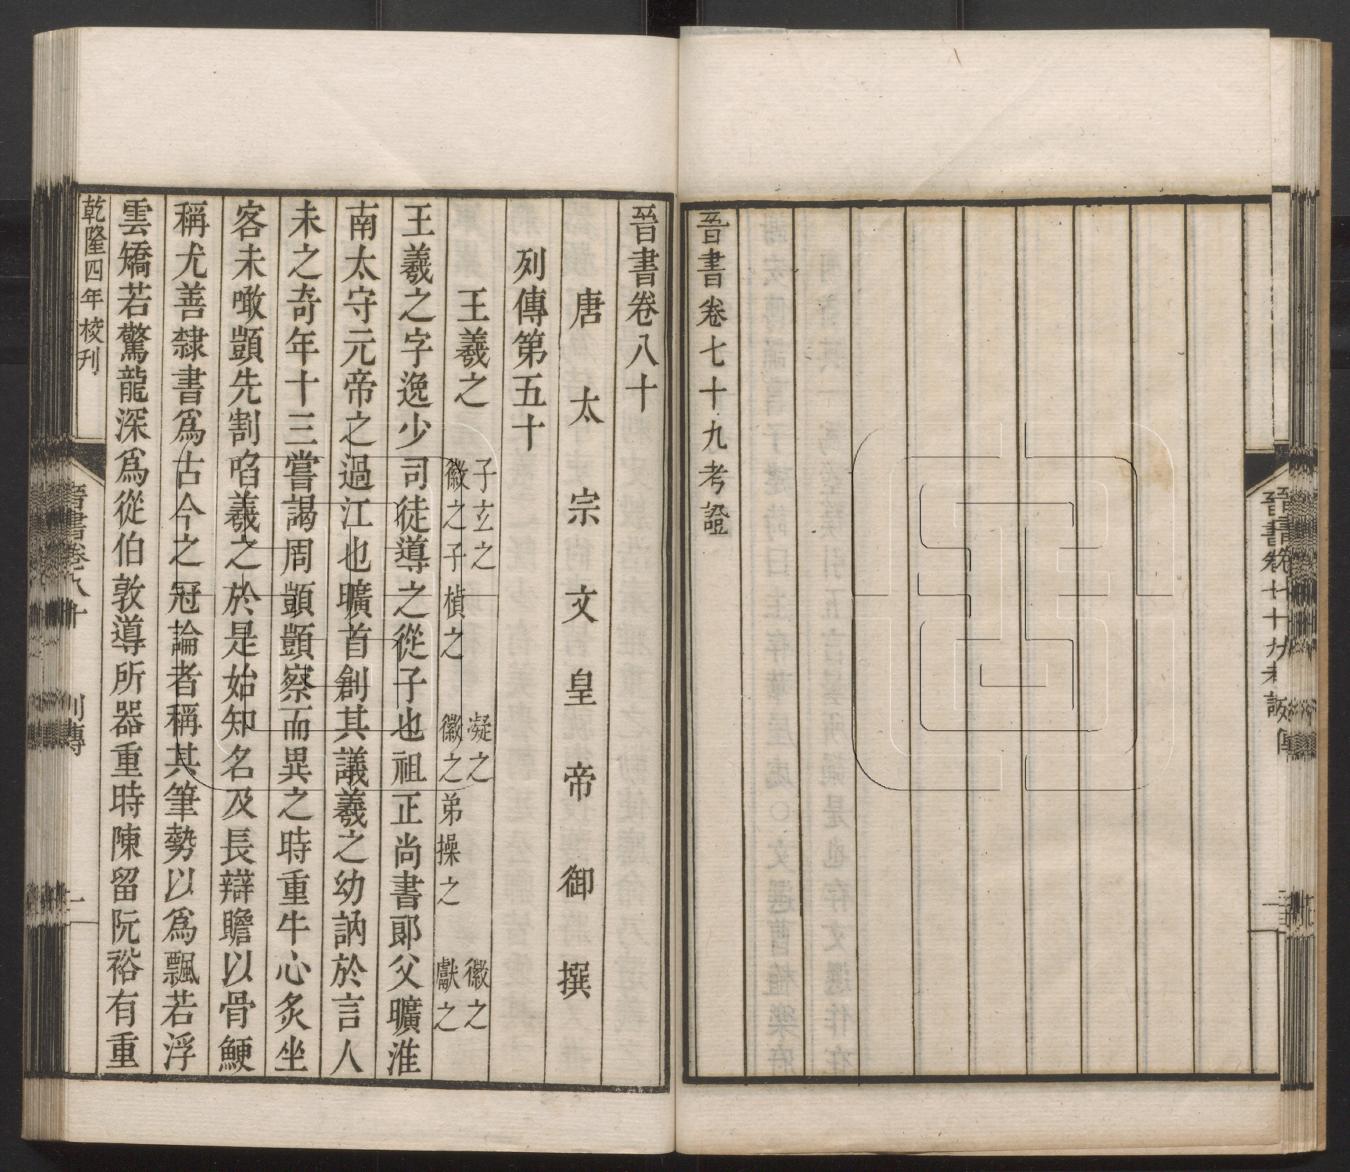 晉書卷七十九考證
晉書卷七十九考證
晉書卷八十
唐太宗文皇帝御撰
列傳第五十
王羲之 子玄之 凝之 徽之 徽之子楨之 徽之弟操之 獻之
王羲之字逸少司徒導之從子也祖正尚書郎父曠淮
南太守元帝之過江也曠首創其議羲之幼訥於言人
未之奇年十三嘗謁周顗顗察而異之時重牛心炙坐
客未噉顗先割啗羲之於是始知名及長辯贍以骨鯁
稱尤善隸書爲古今之冠論者稱其筆勢以爲飄若浮
雲矯若驚龍深爲從伯敦導所器重時陳留阮裕有重
乾隆四年校刊
晉書卷八十
列傳
一